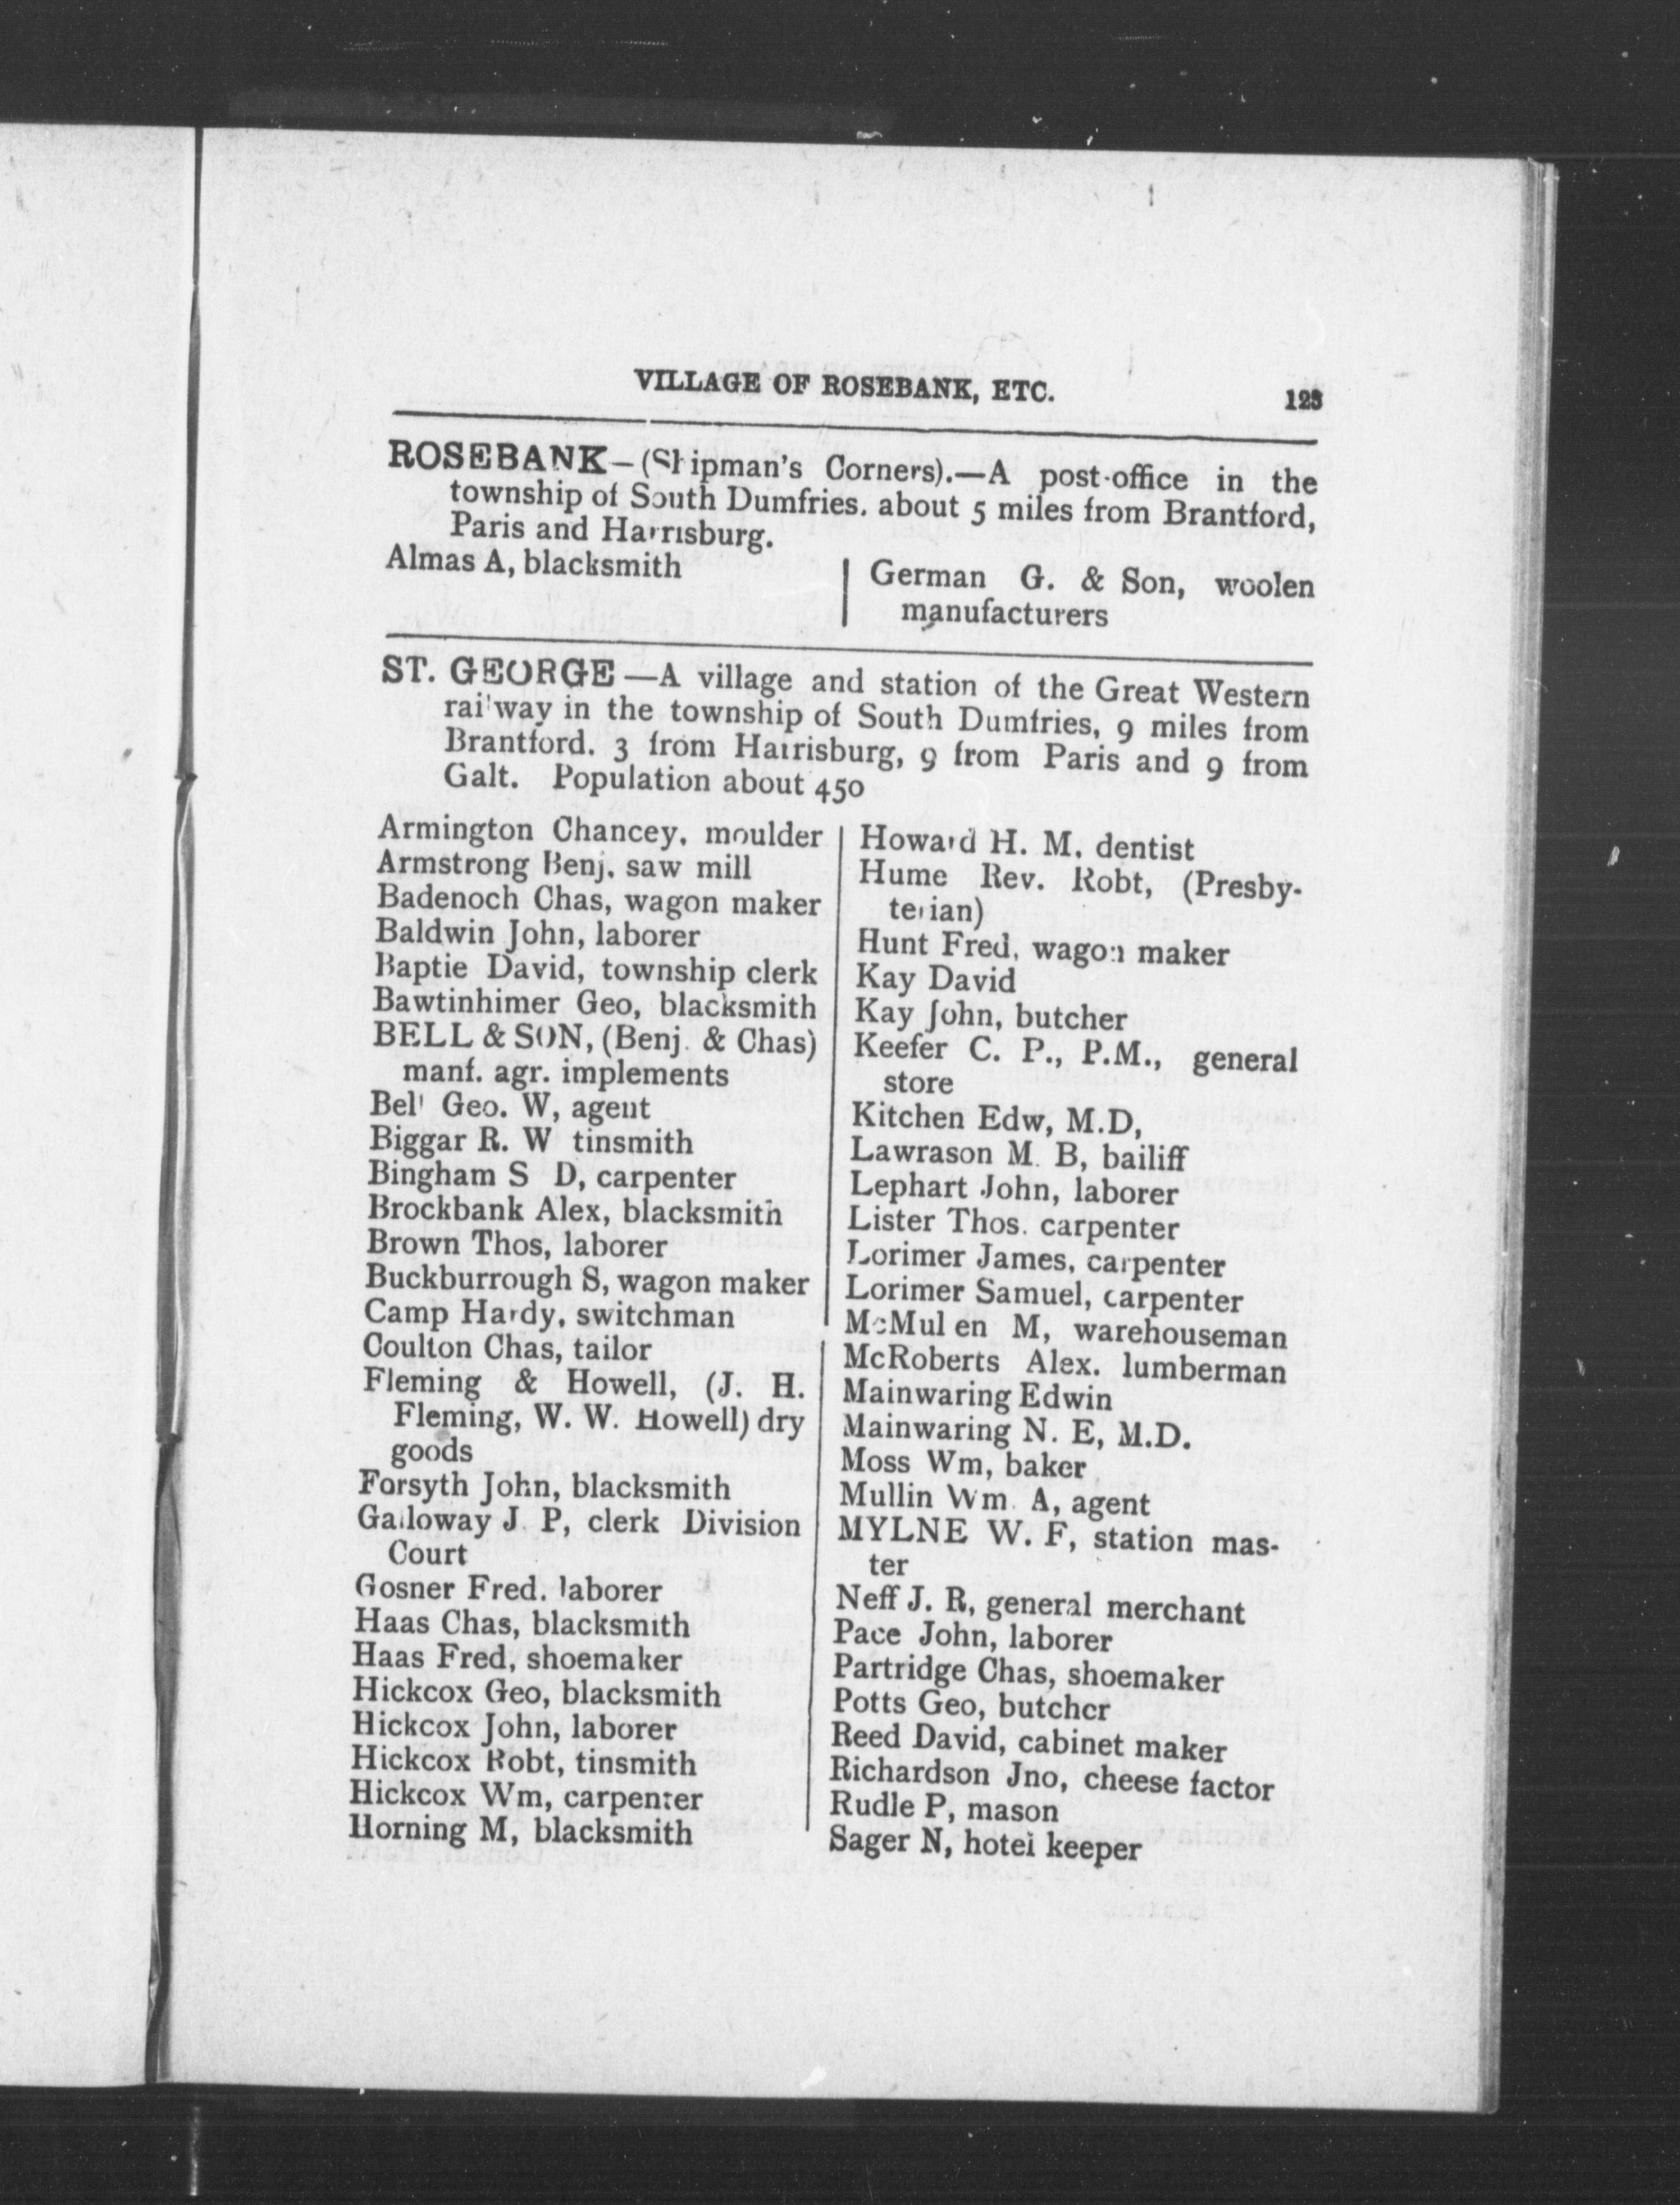 VILLAGE OF ROSEBANK, ETC. 123
ROSEBANK—(Shipman's Corners).—A post-office in the
township of South Dumfries, about 5 miles from Brantford,
Paris and Harrisburg.
Almas A, blacksmith
German G. & Son, woolen
manufacturers
ST. GEORGE—A village and station of the Great Western
railway in the township of South Dumfries, 9 miles from
Brantford. 3 from Harrisburg, 9 from Paris and 9 from
Galt. Population about 450
Armington Chancey, moulder
Armstrong Benj, saw mill
Badenoch Chas, wagon maker
Baldwin John, laborer
Baptie David, township clerk
Bawtinhimer Geo, blacksmith
BELL & SON, (Benj. & Chas)
manf. agr. implements
Bell Geo. W, agent
Biggar R. W tinsmith
Bingham S D, carpenter
Brockbank Alex, blacksmith
Brown Thos, laborer
Buckburrough S, wagon maker
Camp Hardy, switchman
Coulton Chas, tailor
Fleming & Howell, (J. H.
Fleming, W. W. Howell) dry
goods
Forsyth John, blacksmith
Galloway J. P, clerk Division
Court
Gosner Fred. laborer
Haas Chas, blacksmith
Haas Fred, shoemaker
Hickcox Geo, blacksmith
Hickcox John, laborer
Hickcox Robt, tinsmith
Hickcox Wm, carpenter
Horning M, blacksmith
Howard H. M, dentist
Hume Rev. Robt, (Presby-
terian)
Hunt Fred, wagon maker
Kay David
Kay John, butcher
Keefer C. P., P.M., general
store
Kitchen Edw, M.D,
Lawrason M. B, bailiff
Lephart John, laborer
Lister Thos. carpenter
Lorimer James, carpenter
Lorimer Samuel, carpenter
McMullen M, warehouseman
McRoberts Alex. lumberman
Mainwaring Edwin
Mainwaring N. E, M.D.
Moss Wm, baker
Mullin Wm. A, agent
MYLNE W. F, station mas-
ter
Neff J. R, general merchant
Pace John, laborer
Partridge Chas, shoemaker
Potts Geo, butcher
Reed David, cabinet maker
Richardson Jno, cheese factor
Rudle P, mason
Sager N, hotel keeper